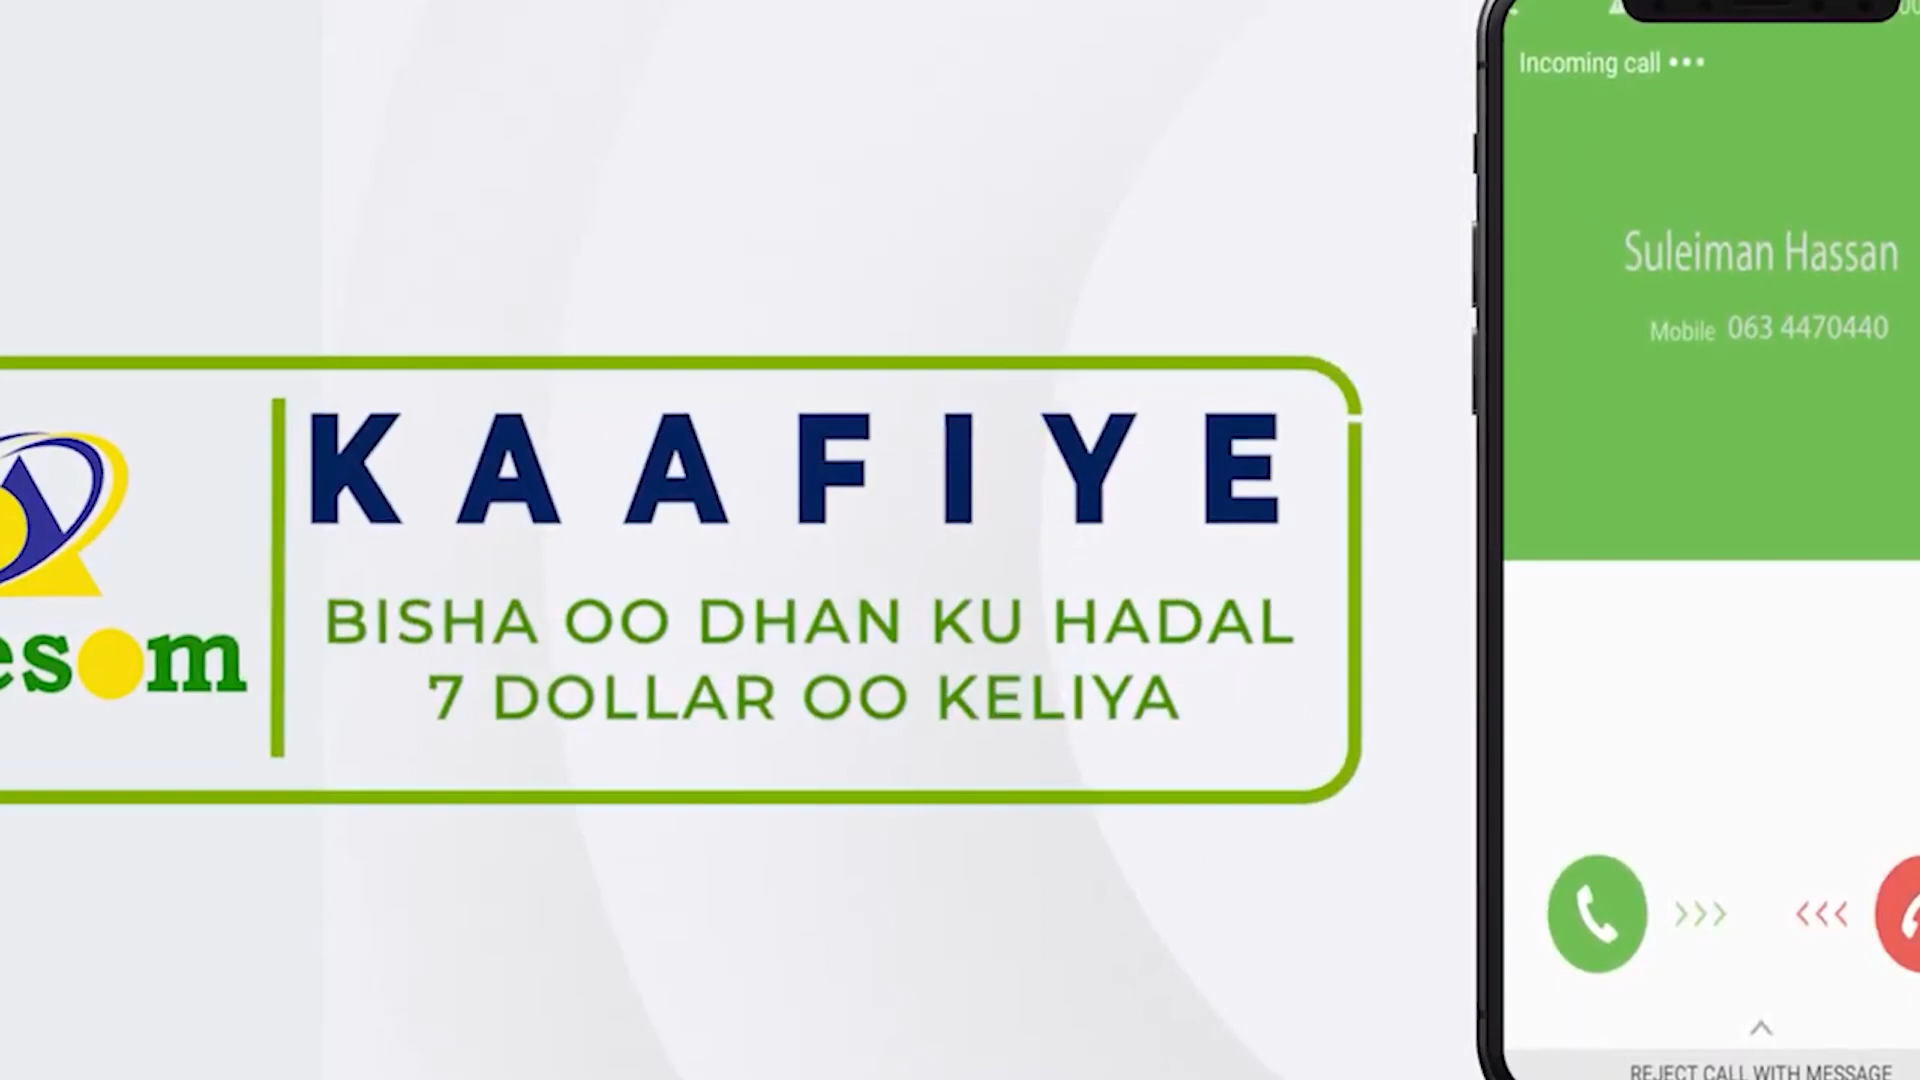 KAAFIYE
BISHA OO DHAN KU HADAL
7 DOLLAR OO KELIYA
Incoming call •••
Suleiman Hassan
Mobile 063 4470440
REJECT CALL WITH MESSAGE